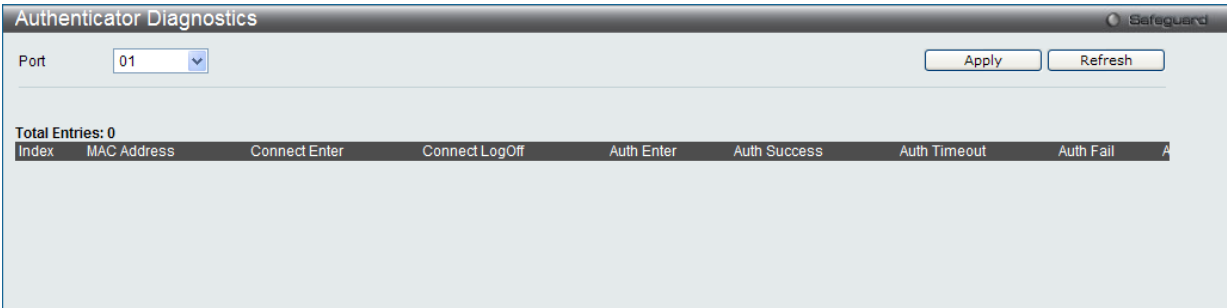 Authenticator Diagnostics Safeguard
Port 01 Apply Refresh
Total Entries: 0
Index MAC Address Connect Enter Connect LogOff Auth Enter Auth Success Auth Timeout Auth Fail A